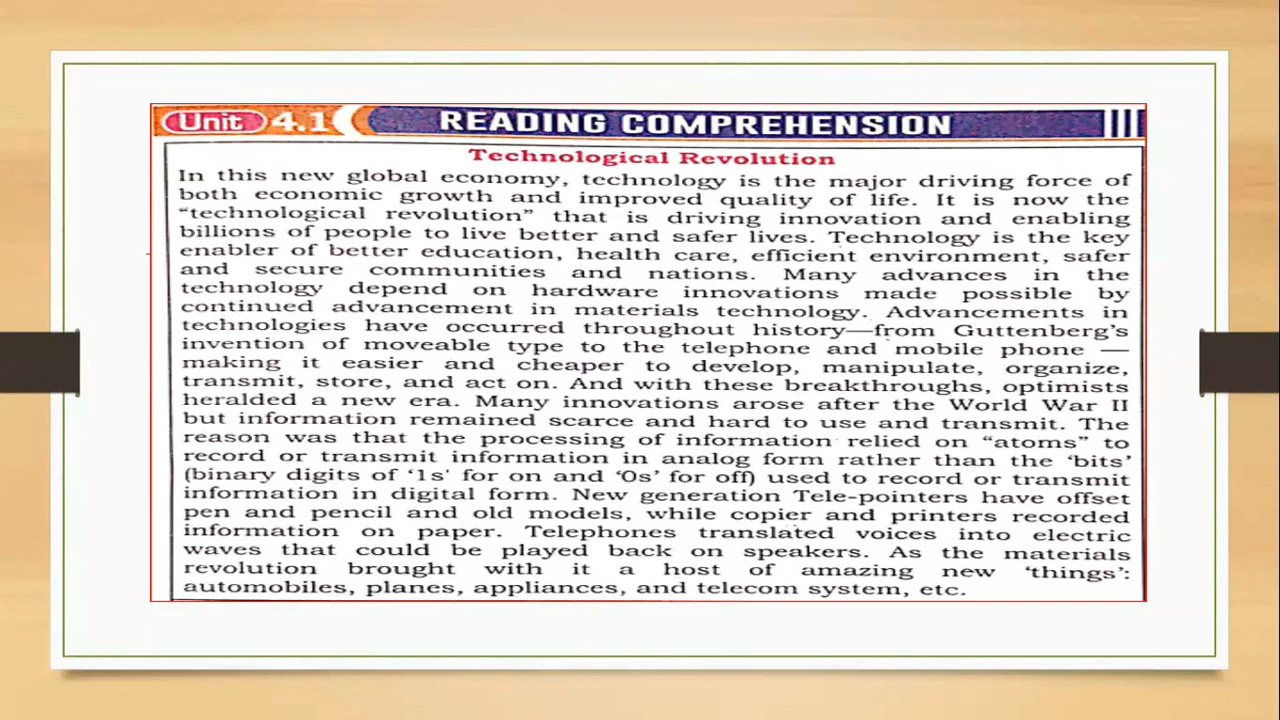 Unit 4.1 READING COMPREHENSION
Technological Revolution
In this new global economy, technology is the major driving force of
both economic growth and improved quality of life. It is now the
"technological revolution" that is driving innovation and enabling
billions of people to live better and safer lives. Technology is the key
enabler of better education, health care, efficient environment, safer
and secure communities and nations. Many advances in the
technology depend on hardware innovations made possible by
continued advancement in materials technology. Advancements in
technologies have occurred throughout history—from Guttenberg's
invention of moveable type to the telephone and mobile phone —
making it easier and cheaper to develop, manipulate, organize,
transmit, store, and act on. And with these breakthroughs, optimists
heralded a new era. Many innovations arose after the World War II
but information remained scarce and hard to use and transmit. The
reason was that the processing of information relied on "atoms" to
record or transmit information in analog form rather than the 'bits'
(binary digits of '1s' for on and '0s' for off) used to record or transmit
information in digital form. New generation Tele-pointers have offset
pen and pencil and old models, while copier and printers recorded
information on paper. Telephones translated voices into electric
waves that could be played back on speakers. As the materials
revolution brought with it a host of amazing new 'things':
automobiles, planes, appliances, and telecom system, etc.